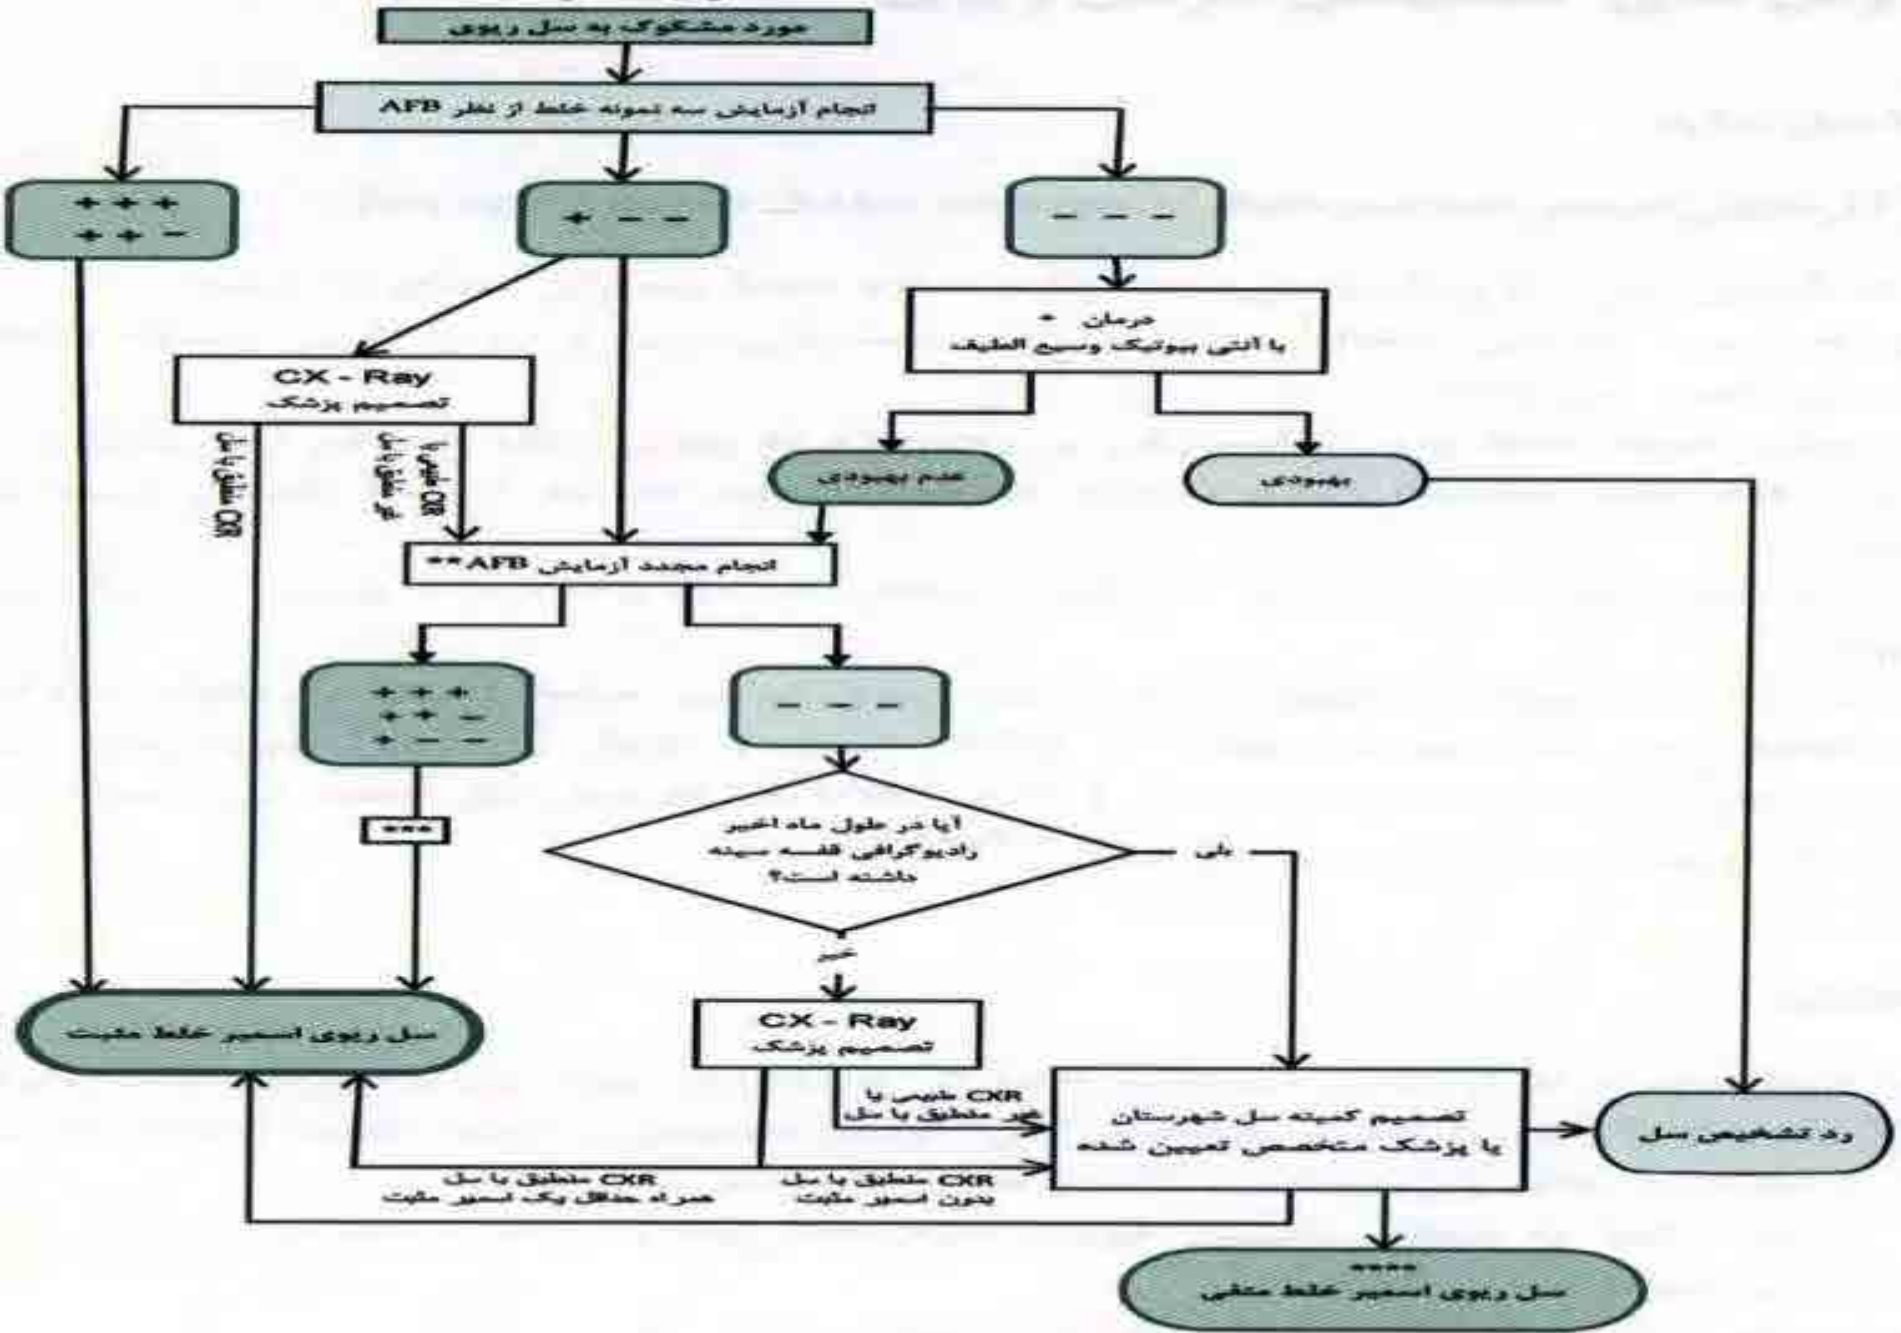 مورد مشکوک به سل ریوی
انجام آزمایش سه نمونه خلط از نظر AFB
+ + +
+ + −
+ − −
− − −
درمان *
با آنتی بیوتیک وسیع الطیف
CX - Ray
تصمیم پزشک
عدم بهبودی
بهبودی
CXR منطبق با سل
CXR طبیعی یا
غیر منطبق با سل
انجام مجدد آزمایش AFB**
+ + +
+ + −
+ − −
− − −
***
آیا در طول ماه اخیر
رادیوگرافی قفسه سینه
داشته است؟
بلی
خیر
سل ریوی اسمیر خلط مثبت
CX - Ray
تصمیم پزشک
CXR طبیعی یا
غیر منطبق با سل
تصمیم کمیته سل شهرستان
یا پزشک متخصص تعیین شده
رد تشخیص سل
CXR منطبق با سل
همراه حداقل یک اسمیر مثبت
CXR منطبق با سل
بدون اسمیر مثبت
****
سل ریوی اسمیر خلط منفی